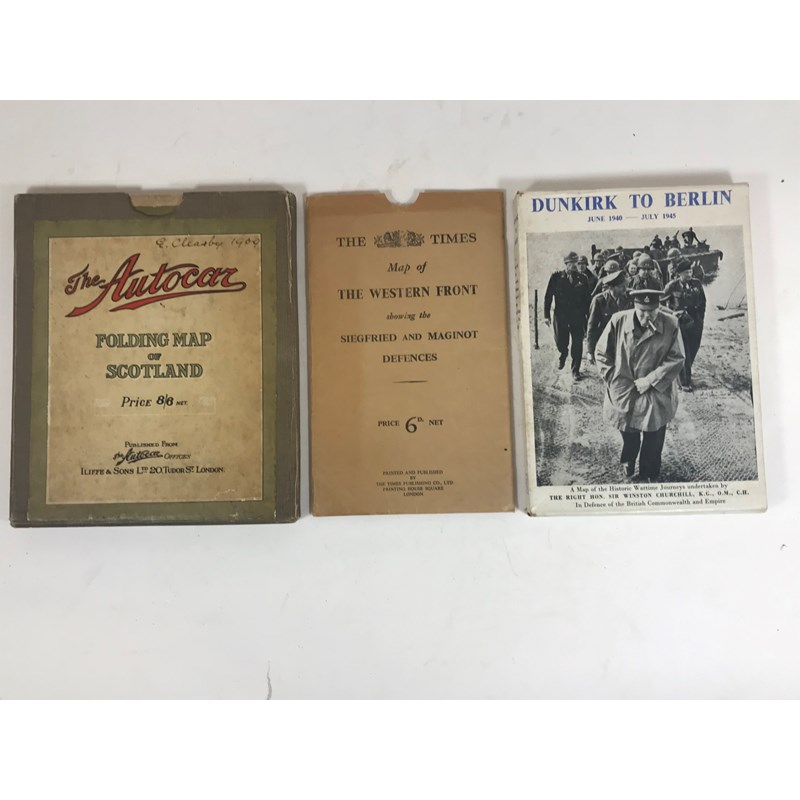 E. Cleasby 1909
The Autocar
FOLDING MAP
OF
SCOTLAND
PRICE 8/6 NET.
PUBLISHED FROM
The Autocar OFFICES
ILIFFE & SONS LTD 20, TUDOR ST. LONDON.
THE TIMES
Map of
THE WESTERN FRONT
showing the
SIEGFRIED AND MAGINOT
DEFENCES
PRICE 6D. NET
PRINTED AND PUBLISHED
BY
THE TIMES PUBLISHING CO., LTD
PRINTING HOUSE SQUARE
LONDON
DUNKIRK TO BERLIN
JUNE 1940 — JULY 1945
A Map of the Historic Wartime Journeys undertaken by
THE RIGHT HON. SIR WINSTON CHURCHILL, K.G., O.M., C.H.
In Defence of the British Commonwealth and Empire